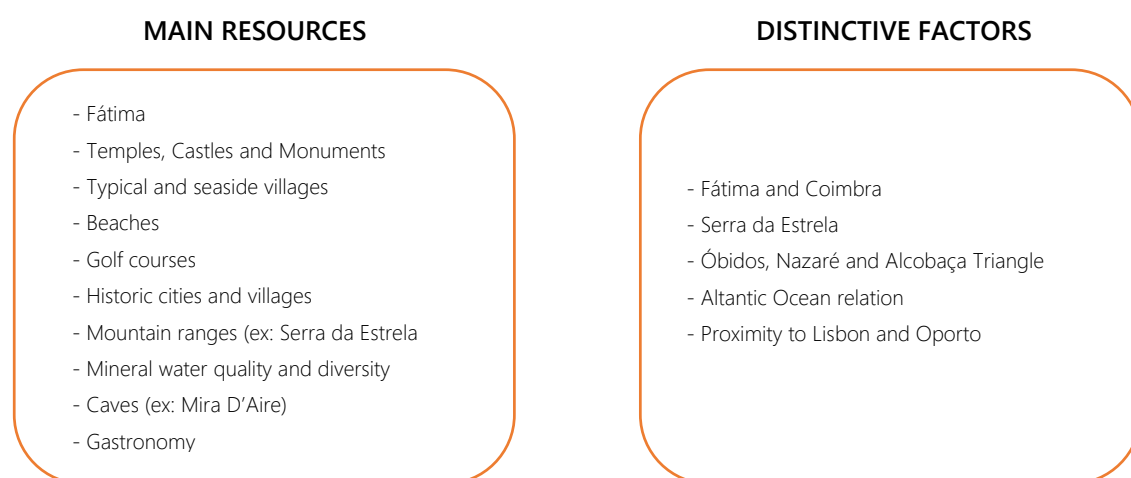 MAIN RESOURCES
- Fátima
- Temples, Castles and Monuments
- Typical and seaside villages
- Beaches
- Golf courses
- Historic cities and villages
- Mountain ranges (ex: Serra da Estrela
- Mineral water quality and diversity
- Caves (ex: Mira D’Aire)
- Gastronomy
DISTINCTIVE FACTORS
- Fátima and Coimbra
- Serra da Estrela
- Óbidos, Nazaré and Alcobaça Triangle
- Altantic Ocean relation
- Proximity to Lisbon and Oporto